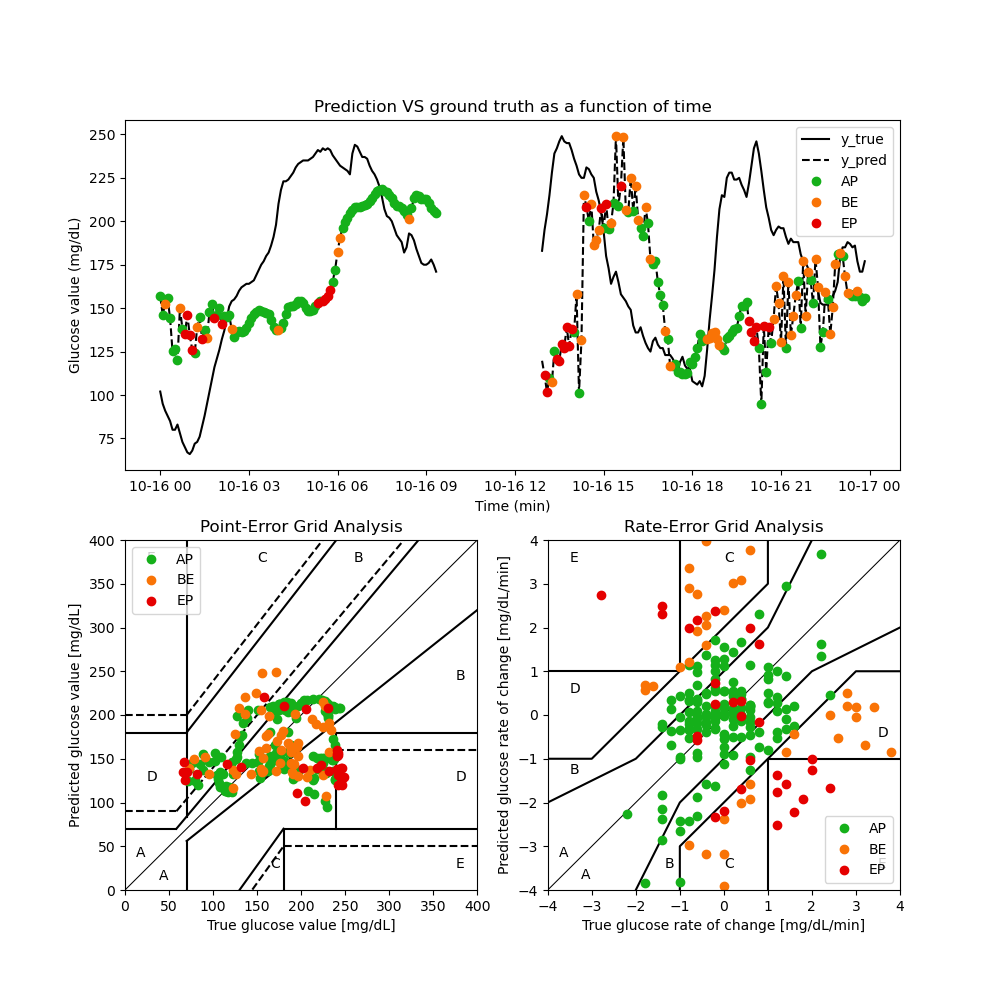 Prediction VS ground truth as a function of time
Glucose value (mg/dL)
250
225
200
175
150
125
100
75
y_true
y_pred
AP
BE
EP
10-16 00 10-16 03 10-16 06 10-16 09 10-16 12 10-16 15 10-16 18 10-16 21 10-17 00
Time (min)
Point-Error Grid Analysis
Predicted glucose value [mg/dL]
400
350
300
250
200
150
100
50
0
AP
BE
EP
E C B
B
D D
A
A
C E
0 50 100 150 200 250 300 350 400
True glucose value [mg/dL]
Rate-Error Grid Analysis
Predicted glucose rate of change [mg/dL/min]
4
3
2
1
0
−1
−2
−3
−4
E C
D
D
B
A
A
B C E
AP
BE
EP
−4 −3 −2 −1 0 1 2 3 4
True glucose rate of change [mg/dL/min]